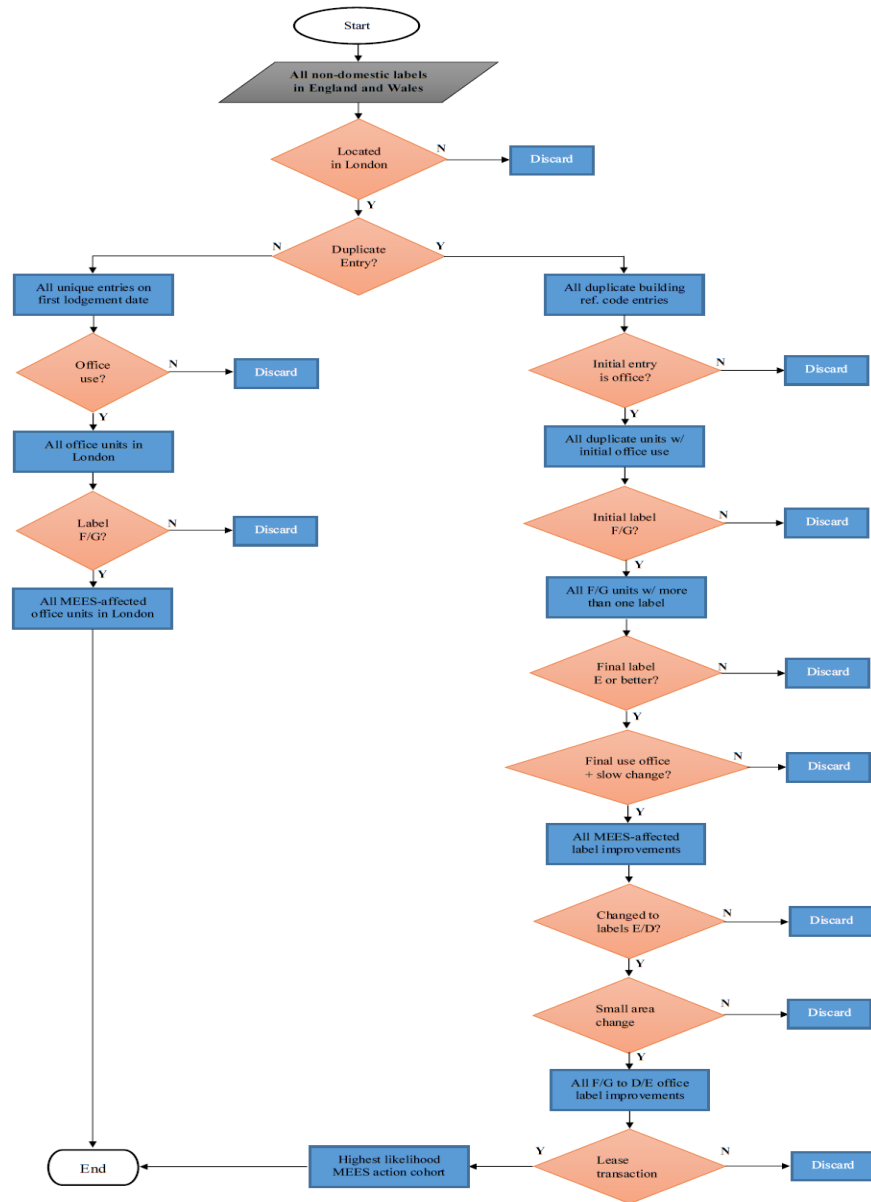 Start
All non-domestic labels
in England and Wales
Located
in London
N
Discard
Y
Duplicate
Entry?
N
Y
All unique entries on
first lodgement date
All duplicate building
ref. code entries
Office
use?
N
Discard
Y
Initial entry
is office?
N
Discard
Y
All office units in
London
All duplicate units w/
initial office use
Label
F/G?
N
Discard
Y
Initial label
F/G?
N
Discard
Y
All MEES-affected
office units in London
All F/G units w/ more
than one label
Final label
E or better?
N
Discard
Y
Final use office
+ slow change?
N
Discard
Y
All MEES-affected
label improvements
Changed to
labels E/D?
N
Discard
Y
Small area
change
N
Discard
Y
All F/G to D/E office
label improvements
Lease
transaction
N
Discard
Y
Highest likelihood
MEES action cohort
End